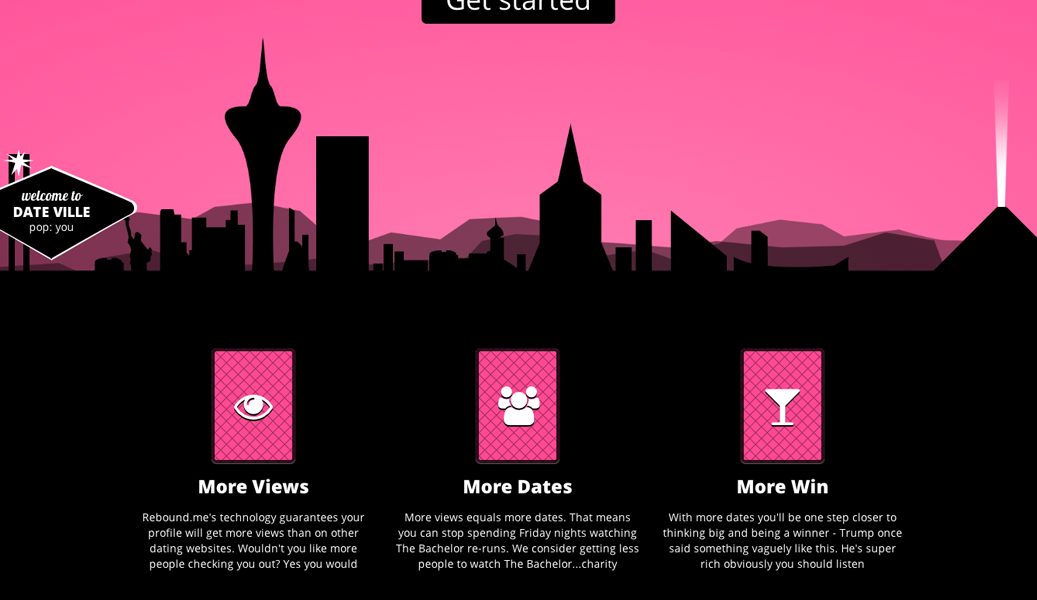 Get started
welcome to
DATE VILLE
pop: you
More Views
Rebound.me's technology guarantees your
profile will get more views than on other
dating websites. Wouldn't you like more
people checking you out? Yes you would
More Dates
More views equals more dates. That means
you can stop spending Friday nights watching
The Bachelor re-runs. We consider getting less
people to watch The Bachelor...charity
More Win
With more dates you'll be one step closer to
thinking big and being a winner - Trump once
said something vaguely like this. He's super
rich obviously you should listen